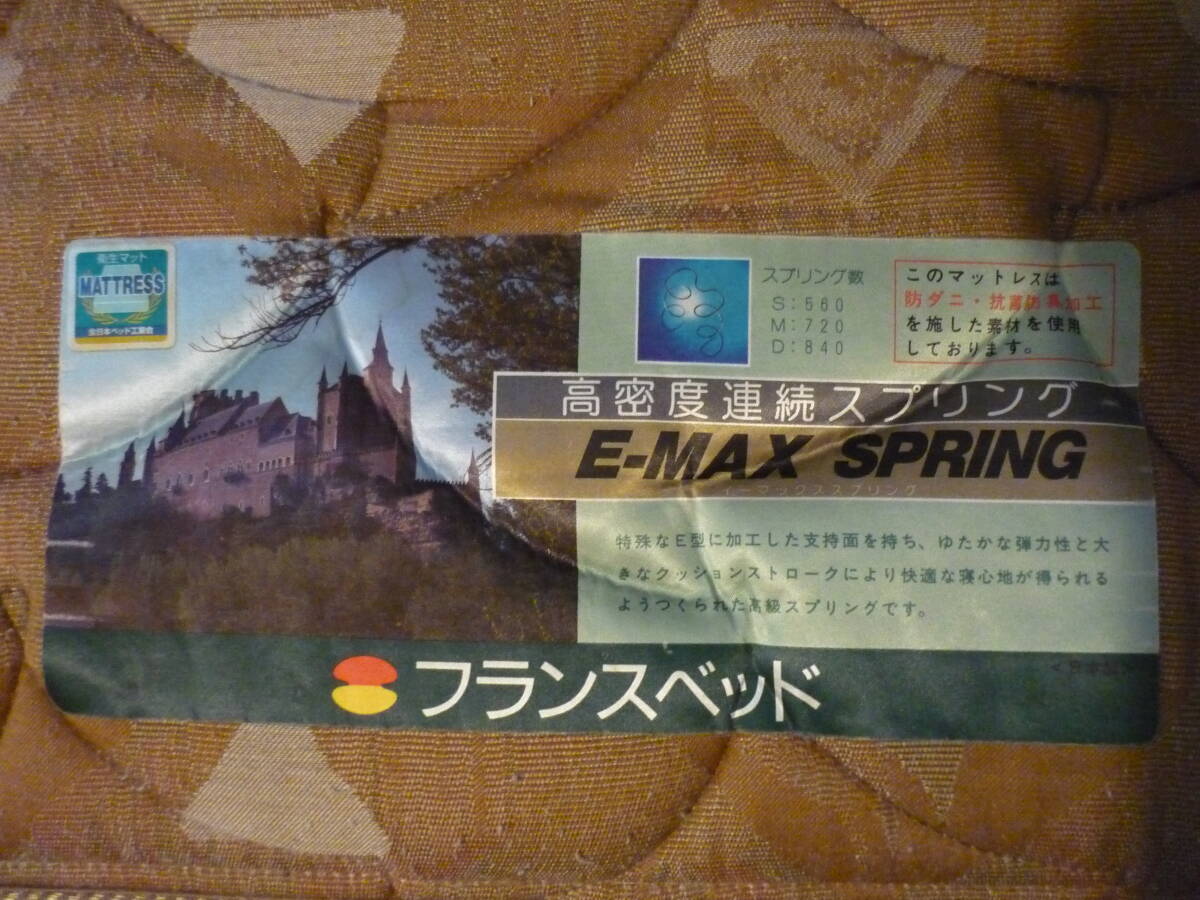 衛生マット
MATTRESS
全日本ベッド工業会
スプリング数
S:560
M:720
D:840
このマットレスは
防ダニ・抗菌防臭加工
を施した素材を使用
しております。
高密度連続スプリング
E-MAX SPRING
イーマックススプリング
特殊なE型に加工した支持面を持ち、ゆたかな弾力性と大
きなクッションストロークにより快適な寝心地が得られる
ようつくられた高級スプリングです。
<日本製>
フランスベッド